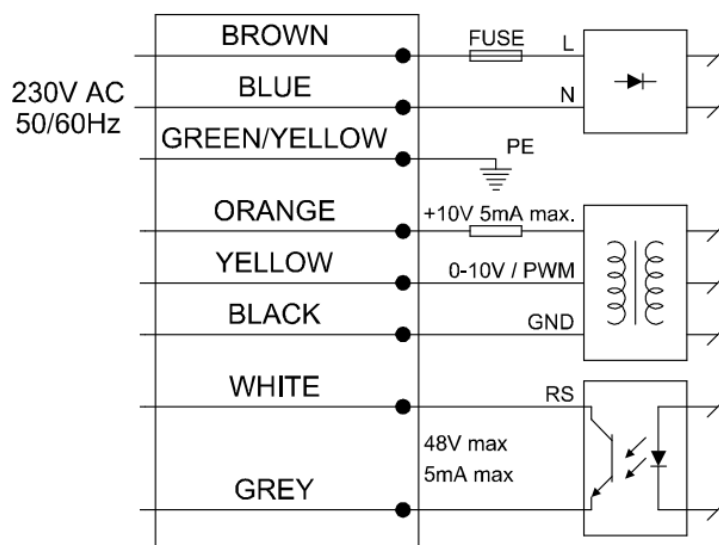 BROWN
FUSE
L
230V AC
50/60Hz
BLUE
N
GREEN/YELLOW
PE
ORANGE
+10V 5mA max.
YELLOW
0-10V / PWM
BLACK
GND
WHITE
RS
48V max
5mA max
GREY